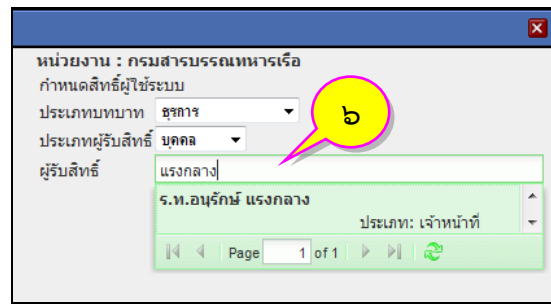 หน่วยงาน : กรมสารบรรณทหารเรือ
กำหนดสิทธิ์ผู้ใช้ระบบ
ประเภทบทบาท ธุรการ
๖
ประเภทผู้รับสิทธิ์ บุคคล
ผู้รับสิทธิ์ แรงกลาง
ร.ท.อนุรักษ์ แรงกลาง
ประเภท: เจ้าหน้าที่
Page 1 of 1